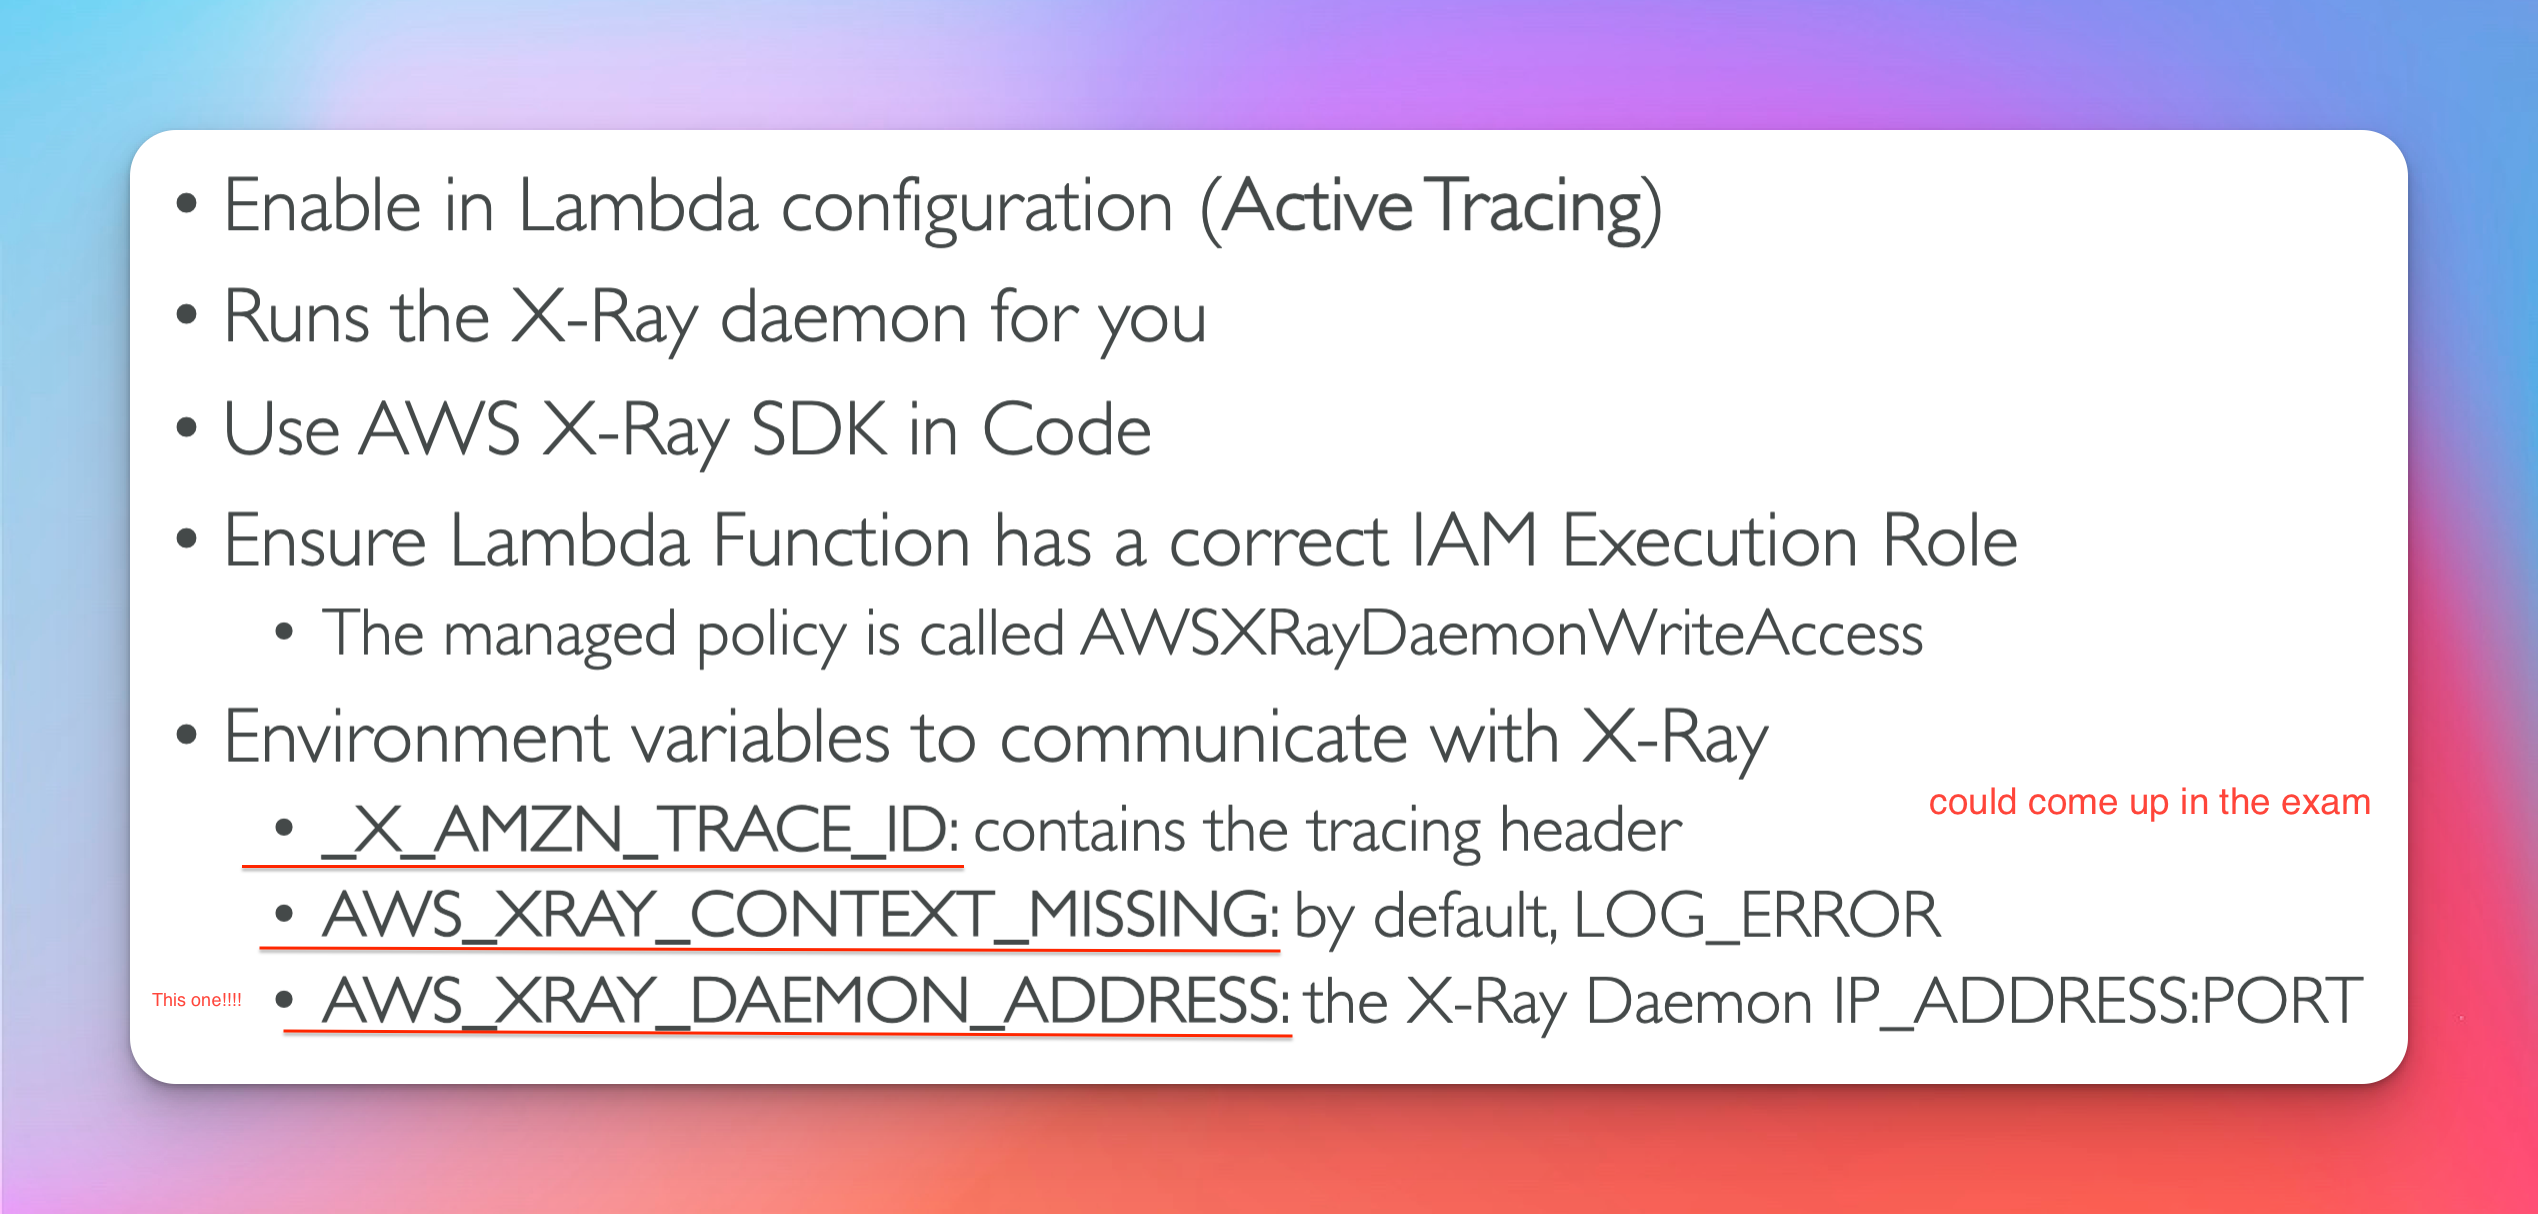 • Enable in Lambda configuration (Active Tracing)
• Runs the X-Ray daemon for you
• Use AWS X-Ray SDK in Code
• Ensure Lambda Function has a correct IAM Execution Role
• The managed policy is called AWSXRayDaemonWriteAccess
• Environment variables to communicate with X-Ray
could come up in the exam
• _X_AMZN_TRACE_ID: contains the tracing header
• AWS_XRAY_CONTEXT_MISSING: by default, LOG_ERROR
This one!!!! • AWS_XRAY_DAEMON_ADDRESS: the X-Ray Daemon IP_ADDRESS:PORT